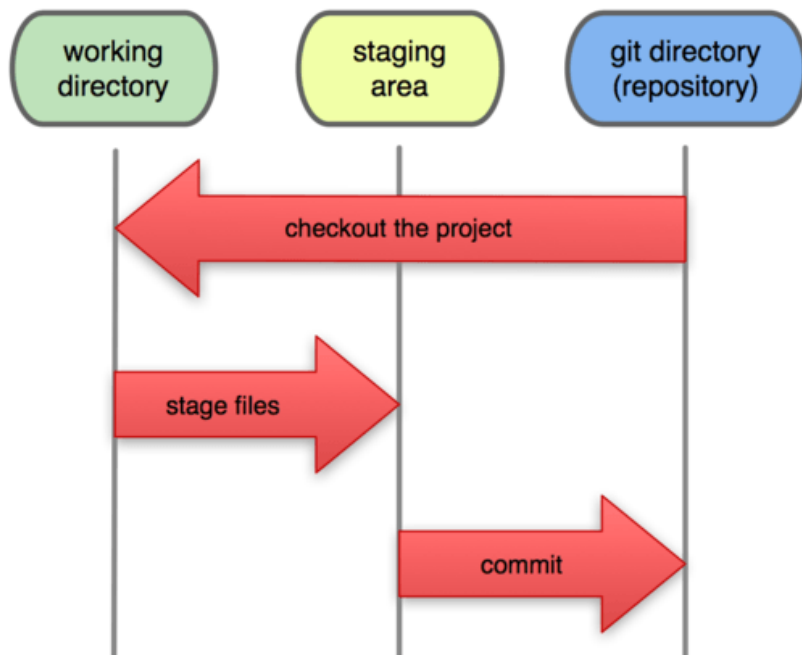 working
directory
staging
area
git directory
(repository)
checkout the project
stage files
commit